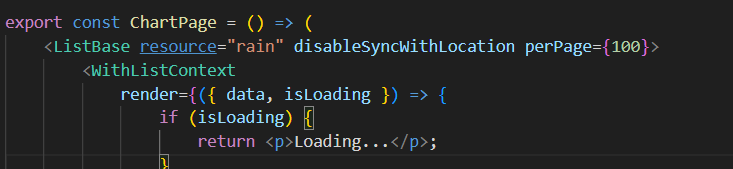 export const ChartPage = () => (
<ListBase resource="rain" disableSyncWithLocation perPage={100}>
<WithListContext
render={({ data, isLoading }) => {
if (isLoading) {
return <p>Loading...</p>;
}